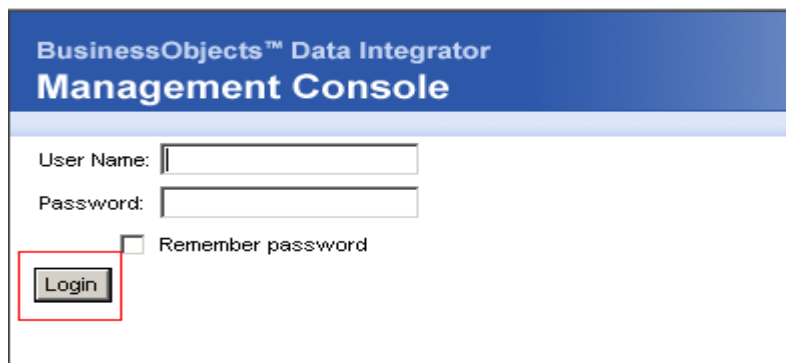 BusinessObjects™ Data Integrator
Management Console
User Name:
Password:
Remember password
Login